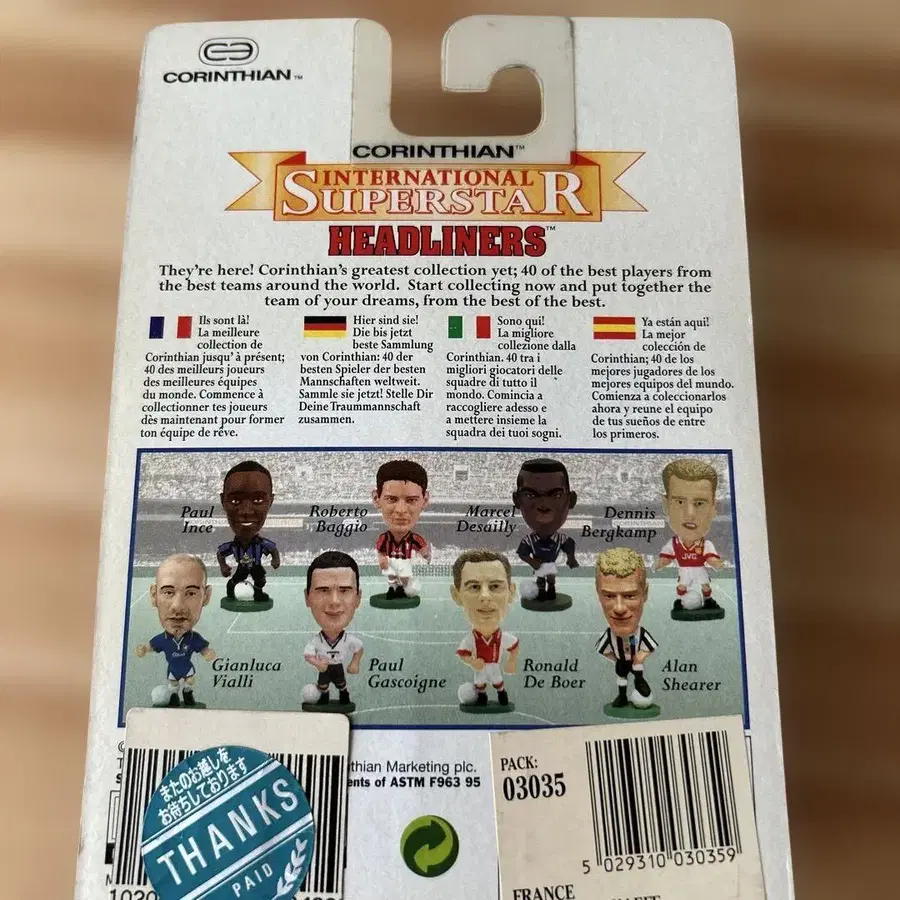 CORINTHIAN™
CORINTHIAN™
INTERNATIONAL
SUPERSTAR
HEADLINERS™
They're here! Corinthian's greatest collection yet; 40 of the best players from
the best teams around the world. Start collecting now and put together the
team of your dreams, from the best of the best.
Ils sont là!
La meilleure
collection de
Corinthian jusqu'à présent;
40 des meilleurs joueurs
des meilleures équipes
du monde. Commence à
collectionner tes joueurs
dès maintenant pour former
ton équipe de rêve.
Hier sind sie!
Die bis jetzt
beste Sammlung
von Corinthian: 40 der
besten Spieler der besten
Mannschaften weltweit.
Sammle sie jetzt! Stelle Dir
Deine Traummannschaft
zusammen.
Sono qui!
La migliore
collezione dalla
Corinthian. 40 tra i
migliori giocatori delle
squadre di tutto il
mondo. Comincia a
raccogliere adesso e
a mettere insieme la
squadra dei tuoi sogni.
Ya están aquí!
La mejor
colección de
Corinthian; 40 de los
mejores jugadores de los
mejores equipos del mundo.
Comienza a coleccionarlos
ahora y reune el equipo
de tus sueños de entre
los primeros.
Paul
Ince
Roberto
Baggio
Marcel
Desailly
Dennis
Bergkamp
JVC
Gianluca
Vialli
Paul
Gascoigne
Ronald
De Boer
Alan
Shearer
thian Marketing plc.
ents of ASTM F963 95
またのお越しを
お待ちしております
THANKS
PAID
PACK:
03035
5 029310 030359
FRANCE